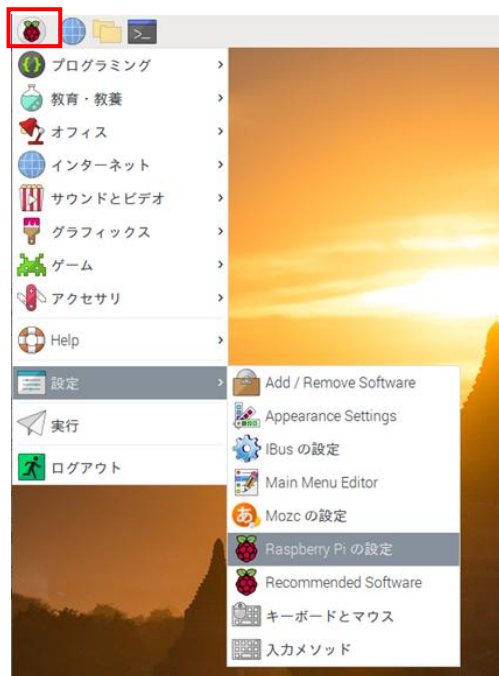 >_
プログラミング
教育・教養
オフィス
インターネット
サウンドとビデオ
グラフィックス
ゲーム
アクセサリ
Help
設定
実行
ログアウト
Add / Remove Software
Appearance Settings
IBus の設定
Main Menu Editor
あ
Mozc の設定
Raspberry Pi の設定
Recommended Software
キーボードとマウス
入力メソッド